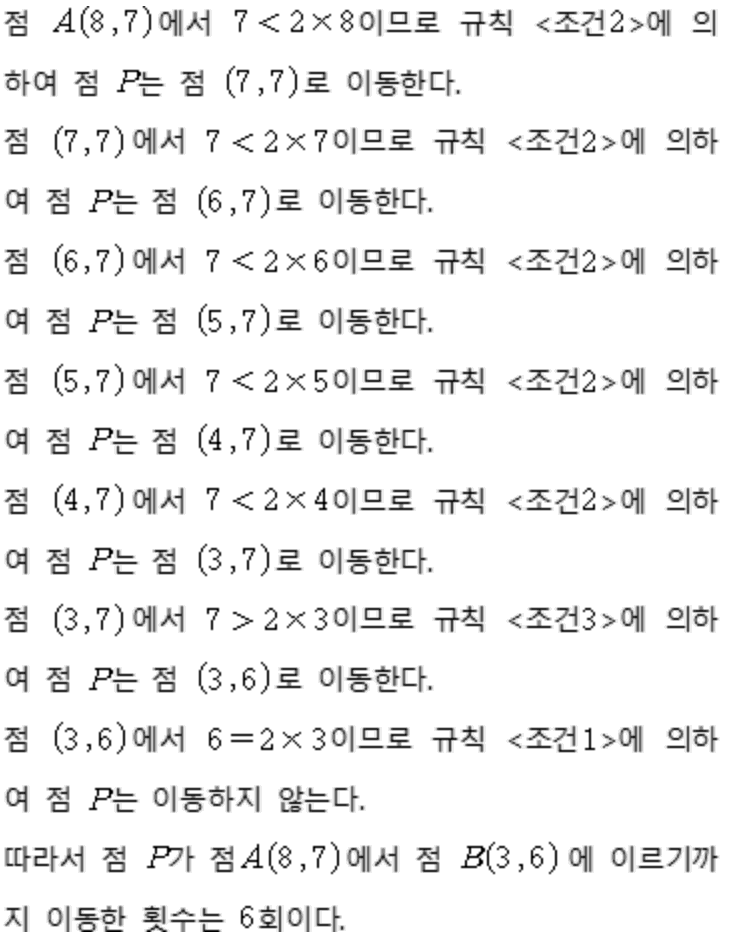 점 A(8,7)에서 7<2×8이므로 규칙 <조건2>에 의
하여 점 P는 점 (7,7)로 이동한다.
점 (7,7)에서 7<2×7이므로 규칙 <조건2>에 의하
여 점 P는 점 (6,7)로 이동한다.
점 (6,7)에서 7<2×6이므로 규칙 <조건2>에 의하
여 점 P는 점 (5,7)로 이동한다.
점 (5,7)에서 7<2×5이므로 규칙 <조건2>에 의하
여 점 P는 점 (4,7)로 이동한다.
점 (4,7)에서 7<2×4이므로 규칙 <조건2>에 의하
여 점 P는 점 (3,7)로 이동한다.
점 (3,7)에서 7>2×3이므로 규칙 <조건3>에 의하
여 점 P는 점 (3,6)로 이동한다.
점 (3,6)에서 6=2×3이므로 규칙 <조건1>에 의하
여 점 P는 이동하지 않는다.
따라서 점 P가 점A(8,7)에서 점 B(3,6)에 이르기까
지 이동한 횟수는 6회이다.